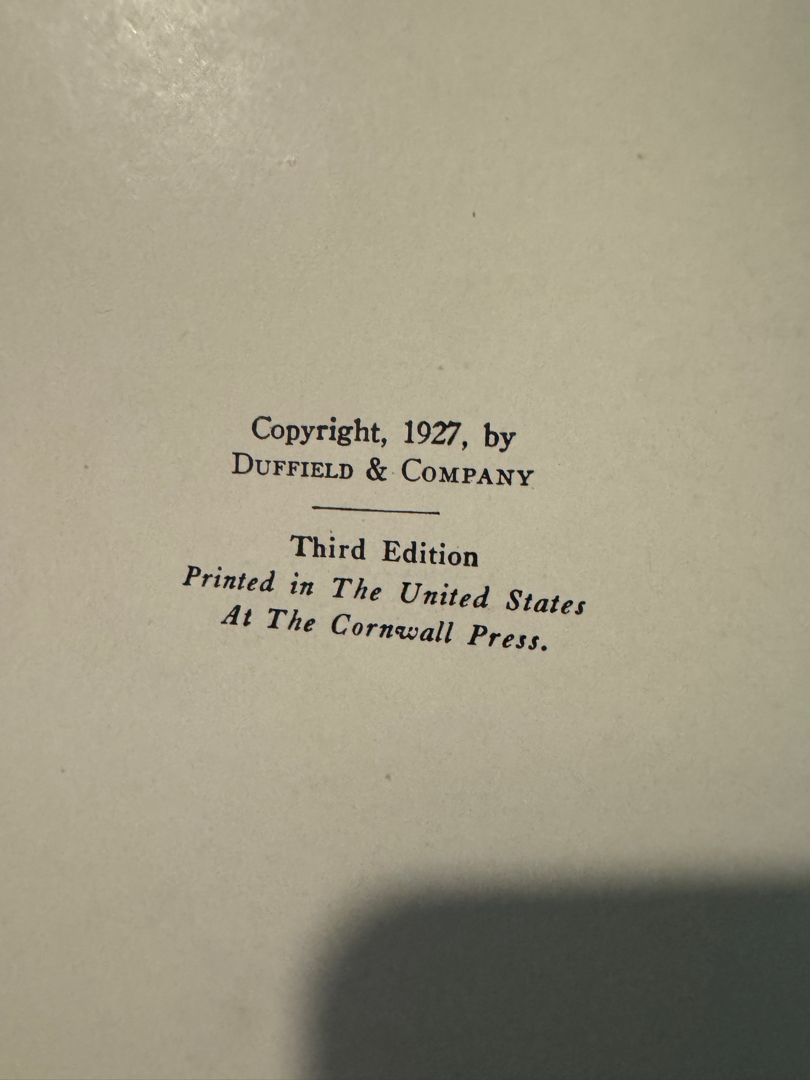 Copyright, 1927, by
DUFFIELD & COMPANY
Third Edition
Printed in The United States
At The Cornwall Press.